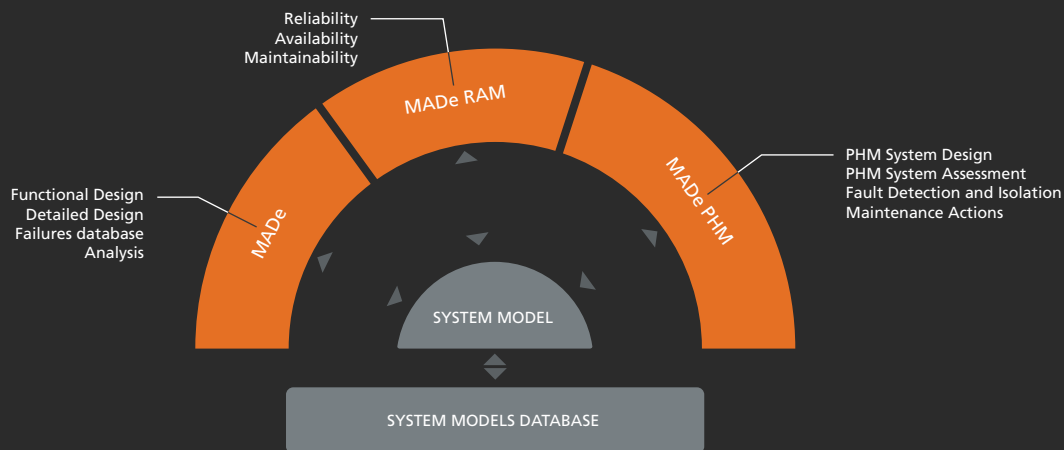 Reliability
Availability
Maintainability
MADe RAM
Functional Design
Detailed Design
Failures database
Analysis
MADe
PHM System Design
PHM System Assessment
Fault Detection and Isolation
Maintenance Actions
MADe PHM
SYSTEM MODEL
SYSTEM MODELS DATABASE